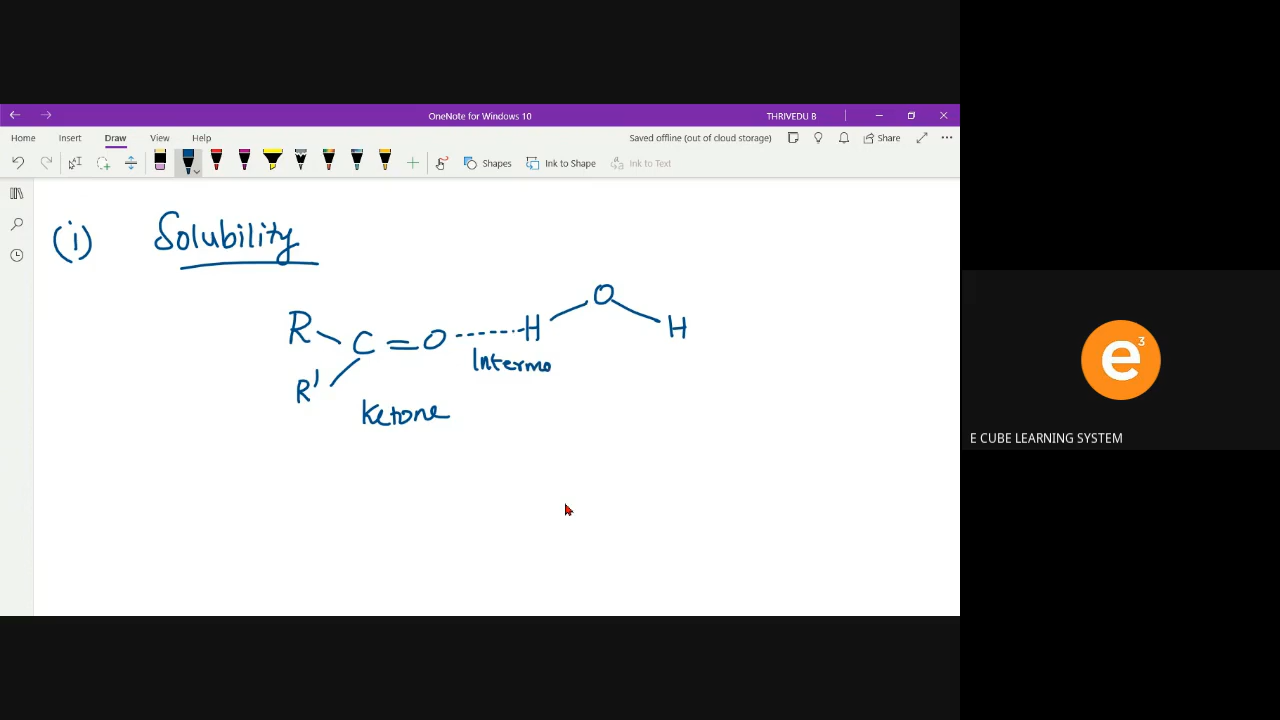 OneNote for Windows 10
THRIVEDU B
Home Insert Draw View Help
Saved offline (out of cloud storage)
Share
Shapes
Ink to Shape
Ink to Text
(i) Solubility
R C = O H O H
R'
Intermo
Ketone
e3
E CUBE LEARNING SYSTEM